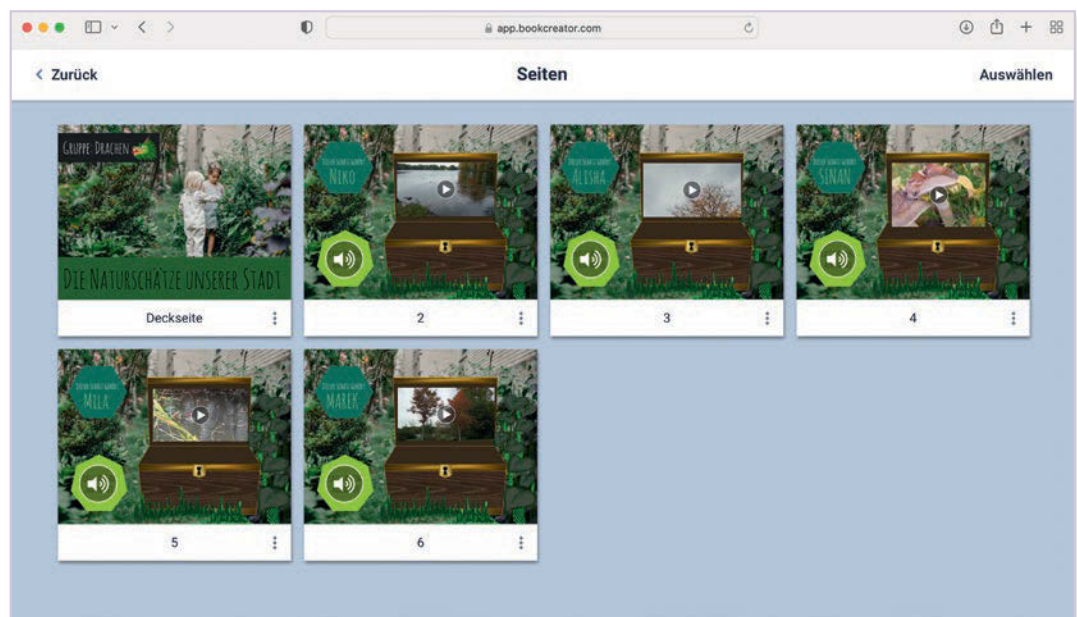 app.bookcreator.com
Zurück
Seiten
Auswählen
Gruppe: Drachen
Die Naturschätze unserer Stadt
Deckseite
Niko
2
Alisha
3
Sinan
4
Mila
5
Marek
6